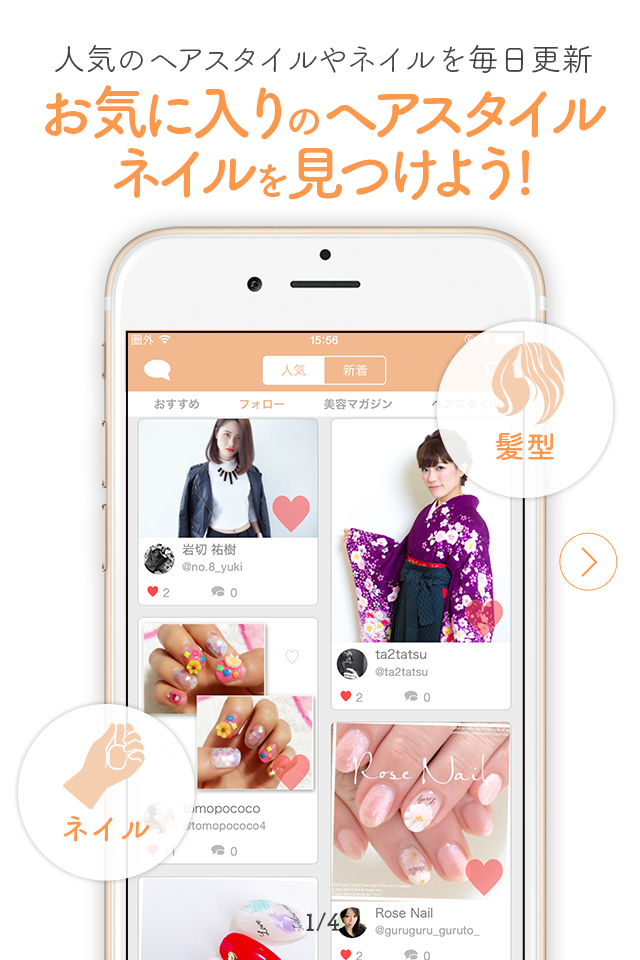 人気のヘアスタイルやネイルを毎日更新
お気に入りのヘアスタイル
ネイルを見つけよう!
圏外 15:56
人気 新着
おすすめ フォロー 美容マガジン ヘアスタイル
髪型
岩切 祐樹
@no.8_yuki
2 0
ta2tatsu
@ta2tatsu
2 0
Rose Nail
ネイル
tomopococo
@tomopococo4
0
Rose Nail
@guruguru_guruto_
2 0
1/4